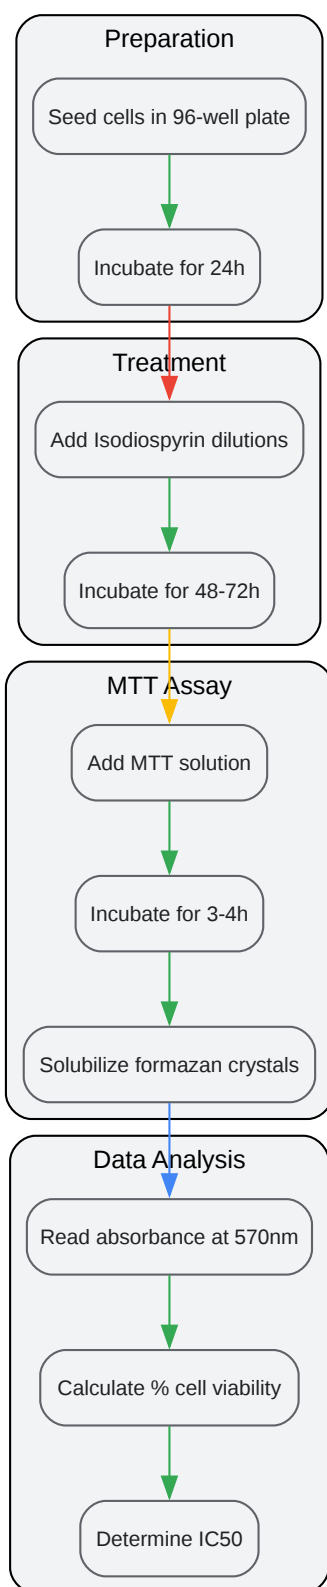 Preparation
Seed cells in 96-well plate
Incubate for 24h
Treatment
Add Isodiospyrin dilutions
Incubate for 48-72h
MTT Assay
Add MTT solution
Incubate for 3-4h
Solubilize formazan crystals
Data Analysis
Read absorbance at 570nm
Calculate % cell viability
Determine IC50